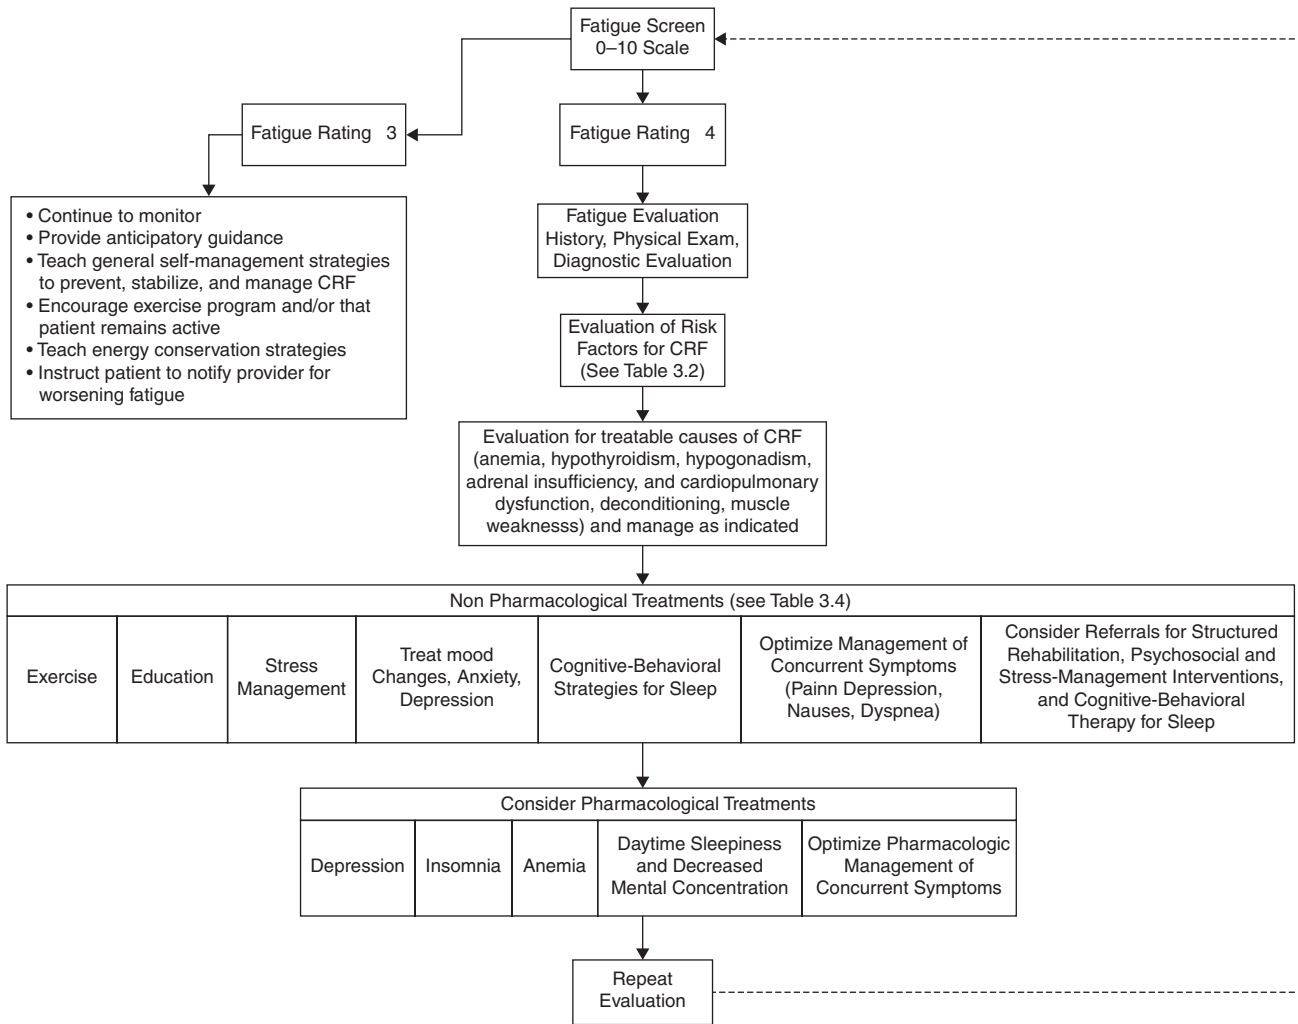 Fatigue Screen
0–10 Scale
Fatigue Rating 3
Fatigue Rating 4
• Continue to monitor
• Provide anticipatory guidance
• Teach general self-management strategies
to prevent, stabilize, and manage CRF
• Encourage exercise program and/or that
patient remains active
• Teach energy conservation strategies
• Instruct patient to notify provider for
worsening fatigue
Fatigue Evaluation
History, Physical Exam,
Diagnostic Evaluation
Evaluation of Risk
Factors for CRF
(See Table 3.2)
Evaluation for treatable causes of CRF
(anemia, hypothyroidism, hypogonadism,
adrenal insufficiency, and cardiopulmonary
dysfunction, deconditioning, muscle
weaknesss) and manage as indicated
Non Pharmacological Treatments (see Table 3.4)
Exercise
Education
Stress
Management
Treat mood
Changes, Anxiety,
Depression
Cognitive-Behavioral
Strategies for Sleep
Optimize Management of
Concurrent Symptoms
(Painn Depression,
Nauses, Dyspnea)
Consider Referrals for Structured
Rehabilitation, Psychosocial and
Stress-Management Interventions,
and Cognitive-Behavioral
Therapy for Sleep
Consider Pharmacological Treatments
Depression
Insomnia
Anemia
Daytime Sleepiness
and Decreased
Mental Concentration
Optimize Pharmacologic
Management of
Concurrent Symptoms
Repeat
Evaluation